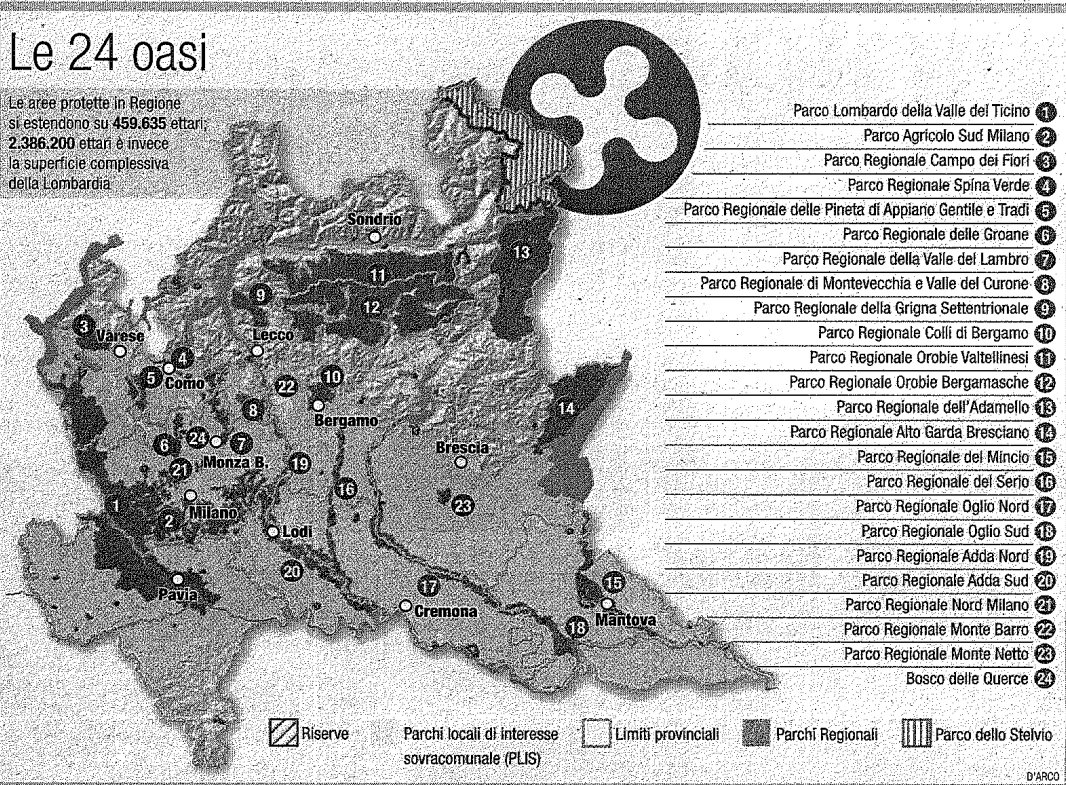 Le 24 oasi
Le aree protette in Regione
si estendono su 459.635 ettari;
2.386.200 ettari è invece
la superficie complessiva
della Lombardia
Parco Lombardo della Valle del Ticino 1
Parco Agricolo Sud Milano 2
Parco Regionale Campo dei Fiori 3
Parco Regionale Spina Verde 4
Parco Regionale delle Pineta di Appiano Gentile e Tradi 5
Parco Regionale delle Groane 6
Parco Regionale della Valle del Lambro 7
Parco Regionale di Montevecchia e Valle del Curone 8
Parco Regionale della Grigna Settentrionale 9
Parco Regionale Colli di Bergamo 10
Parco Regionale Orobie Valtellinesi 11
Parco Regionale Orobie Bergamasche 12
Parco Regionale dell'Adamello 13
Parco Regionale Alto Garda Bresciano 14
Parco Regionale del Mincio 15
Parco Regionale del Serio 16
Parco Regionale Oglio Nord 17
Parco Regionale Oglio Sud 18
Parco Regionale Adda Nord 19
Parco Regionale Adda Sud 20
Parco Regionale Nord Milano 21
Parco Regionale Monte Barro 22
Parco Regionale Monte Netto 23
Bosco delle Querce 24
Sondrio
13
11
9
12
3
Varese
Lecco
4
5
Como
22
10
8
Bergamo
14
6
24
7
Monza B.
Brescia
21
19
16
1
Milano
23
2
Lodi
20
Pavia
17
15
Cremona
Mantova
18
Riserve
Parchi locali di interesse
sovracomunale (PLIS)
Limiti provinciali
Parchi Regionali
Parco dello Stelvio
D'ARCO